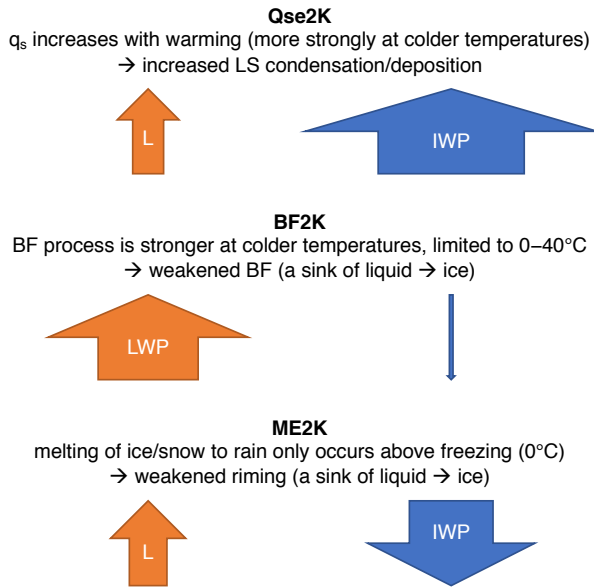 Qse2K
qs increases with warming (more strongly at colder temperatures)
→ increased LS condensation/deposition
L
IWP
BF2K
BF process is stronger at colder temperatures, limited to 0–40°C
→ weakened BF (a sink of liquid → ice)
LWP
ME2K
melting of ice/snow to rain only occurs above freezing (0°C)
→ weakened riming (a sink of liquid → ice)
L
IWP